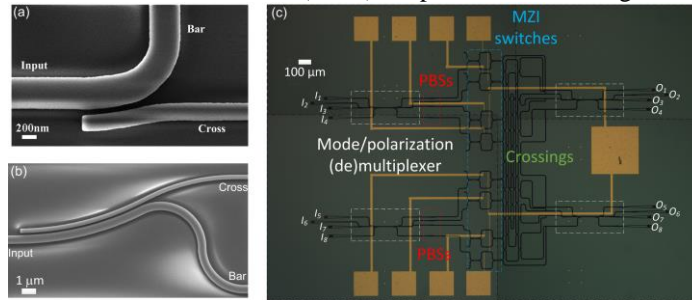 (a)
Bar
Input
200nm
Cross
(b)
Cross
Input
1 μm
Bar
(c)
MZI
switches
100 μm
PBSs
I1
I2
I3
I4
O1
O2
O3
O4
Mode/polarization
(de)multiplexer
Crossings
I5
I6
I7
I8
O5
O6
O7
O8
PBSs